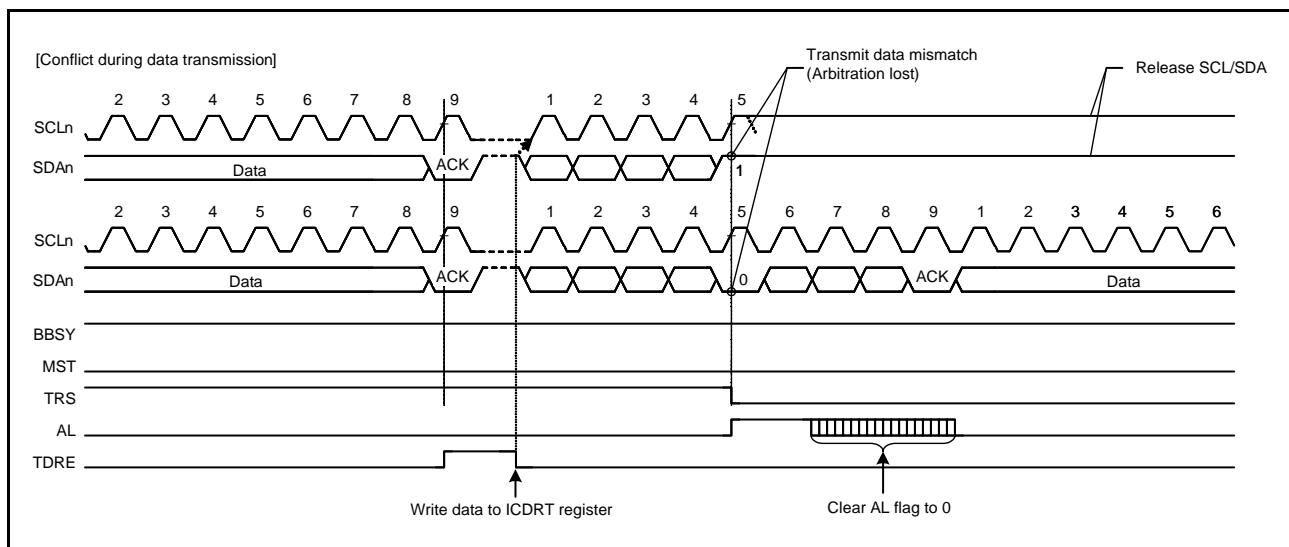 [Conflict during data transmission]
Transmit data mismatch
(Arbitration lost)
Release SCL/SDA
2 3 4 5 6 7 8 9 1 2 3 4 5
SCLn
SDAn Data ACK 1
2 3 4 5 6 7 8 9 1 2 3 4 5 6 7 8 9 1 2 3 4 5 6
SCLn
SDAn Data ACK 0 ACK Data
BBSY
MST
TRS
AL
TDRE
Write data to ICDRT register
Clear AL flag to 0